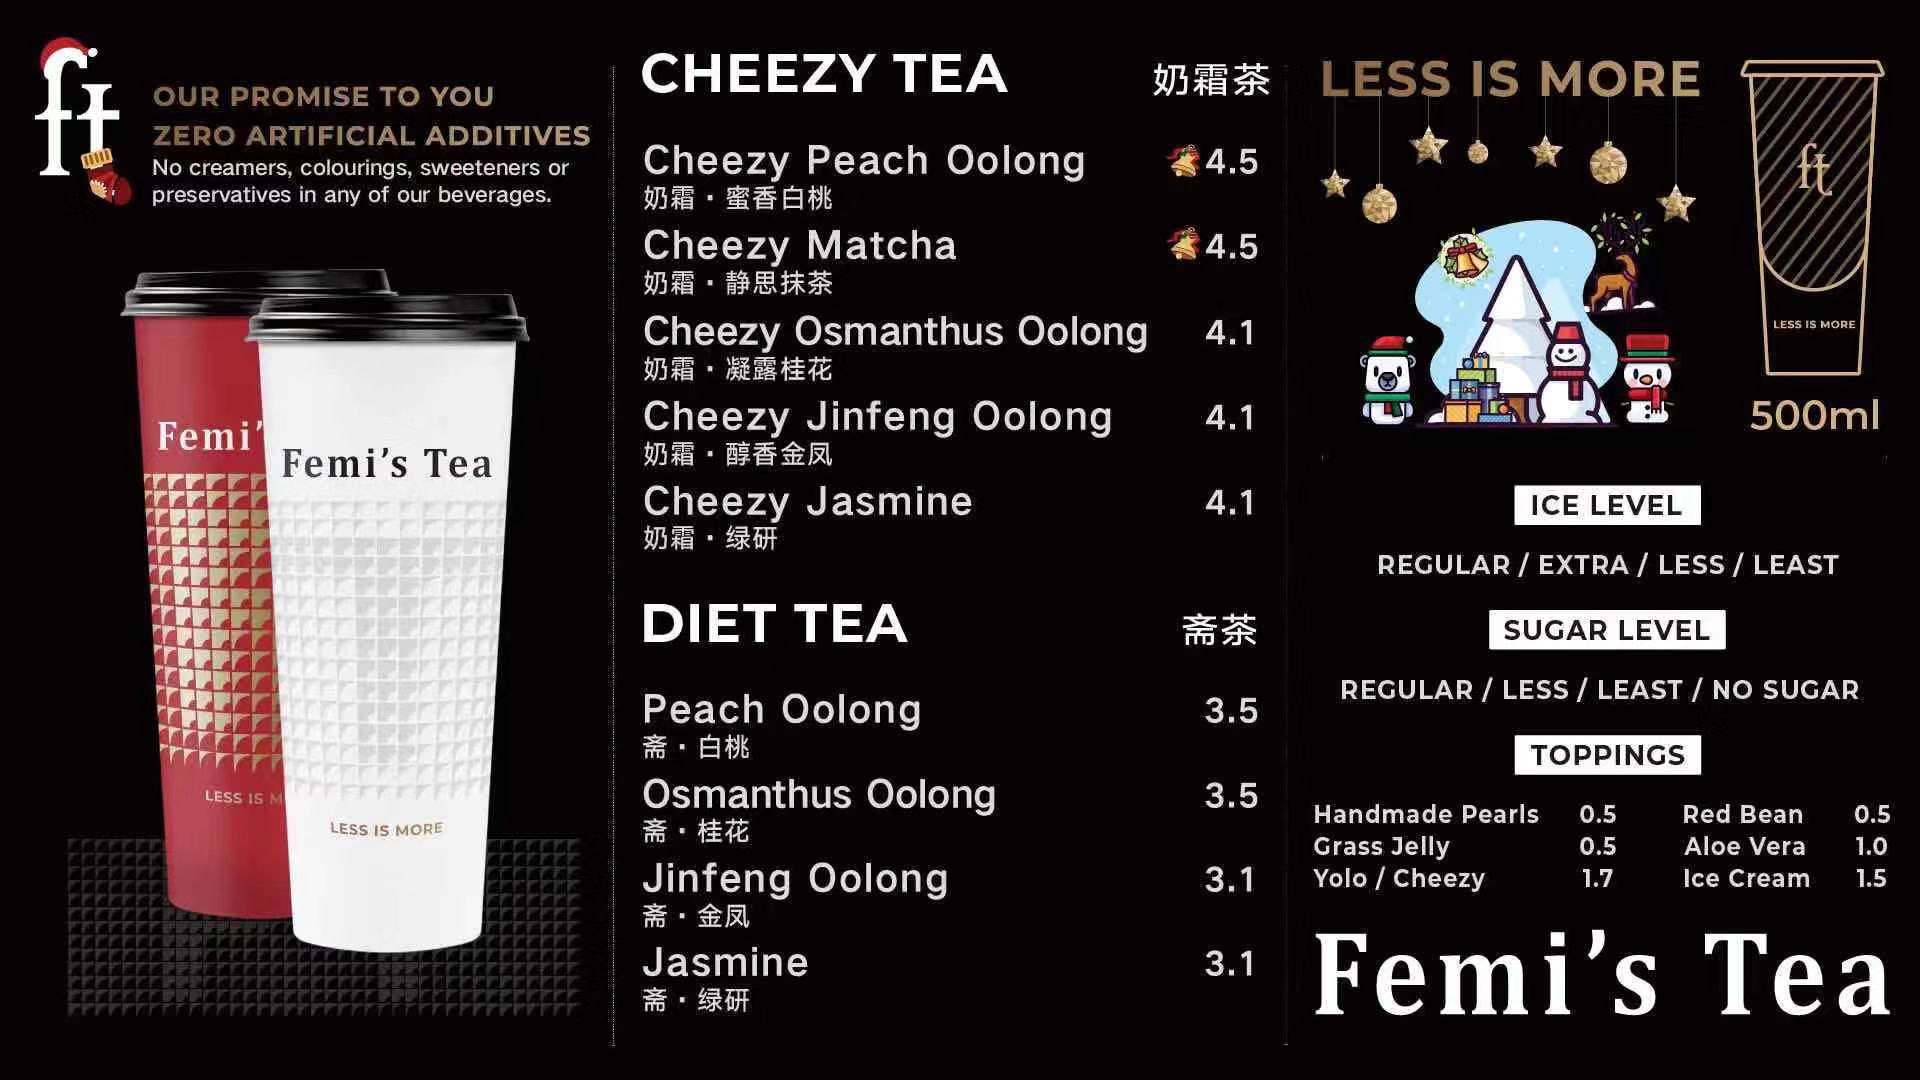 ft
OUR PROMISE TO YOU
ZERO ARTIFICIAL ADDITIVES
No creamers, colourings, sweeteners or
preservatives in any of our beverages.
Femi'
LESS IS M
Femi's Tea
LESS IS MORE
CHEEZY TEA 奶霜茶
Cheezy Peach Oolong 4.5
奶霜·蜜香白桃
Cheezy Matcha 4.5
奶霜·静思抹茶
Cheezy Osmanthus Oolong 4.1
奶霜·凝露桂花
Cheezy Jinfeng Oolong 4.1
奶霜·醇香金凤
Cheezy Jasmine 4.1
奶霜·绿研
DIET TEA 斋茶
Peach Oolong 3.5
斋·白桃
Osmanthus Oolong 3.5
斋·桂花
Jinfeng Oolong 3.1
斋·金凤
Jasmine 3.1
斋·绿研
LESS IS MORE
ft
LESS IS MORE
500ml
ICE LEVEL
REGULAR / EXTRA / LESS / LEAST
SUGAR LEVEL
REGULAR / LESS / LEAST / NO SUGAR
TOPPINGS
Handmade Pearls 0.5 Red Bean 0.5
Grass Jelly 0.5 Aloe Vera 1.0
Yolo / Cheezy 1.7 Ice Cream 1.5
Femi's Tea